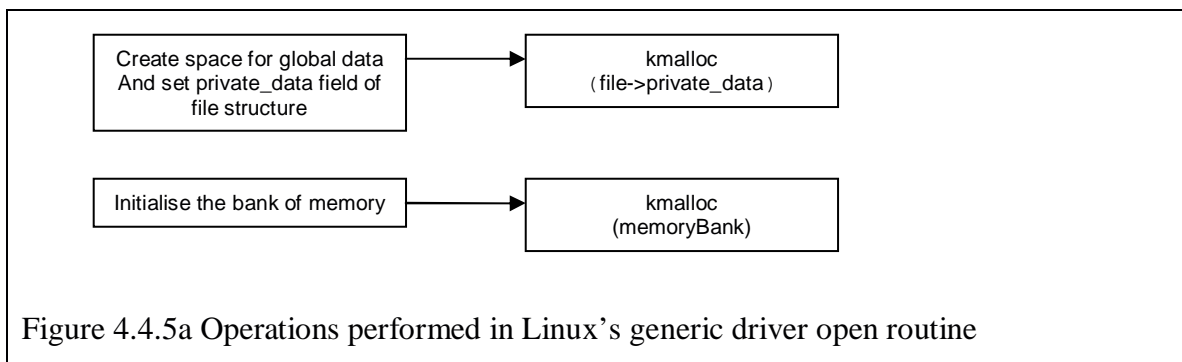 Create space for global data
And set private_data field of
file structure
kmalloc
(file->private_data)
Initialise the bank of memory
kmalloc
(memoryBank)
Figure 4.4.5a Operations performed in Linux’s generic driver open routine